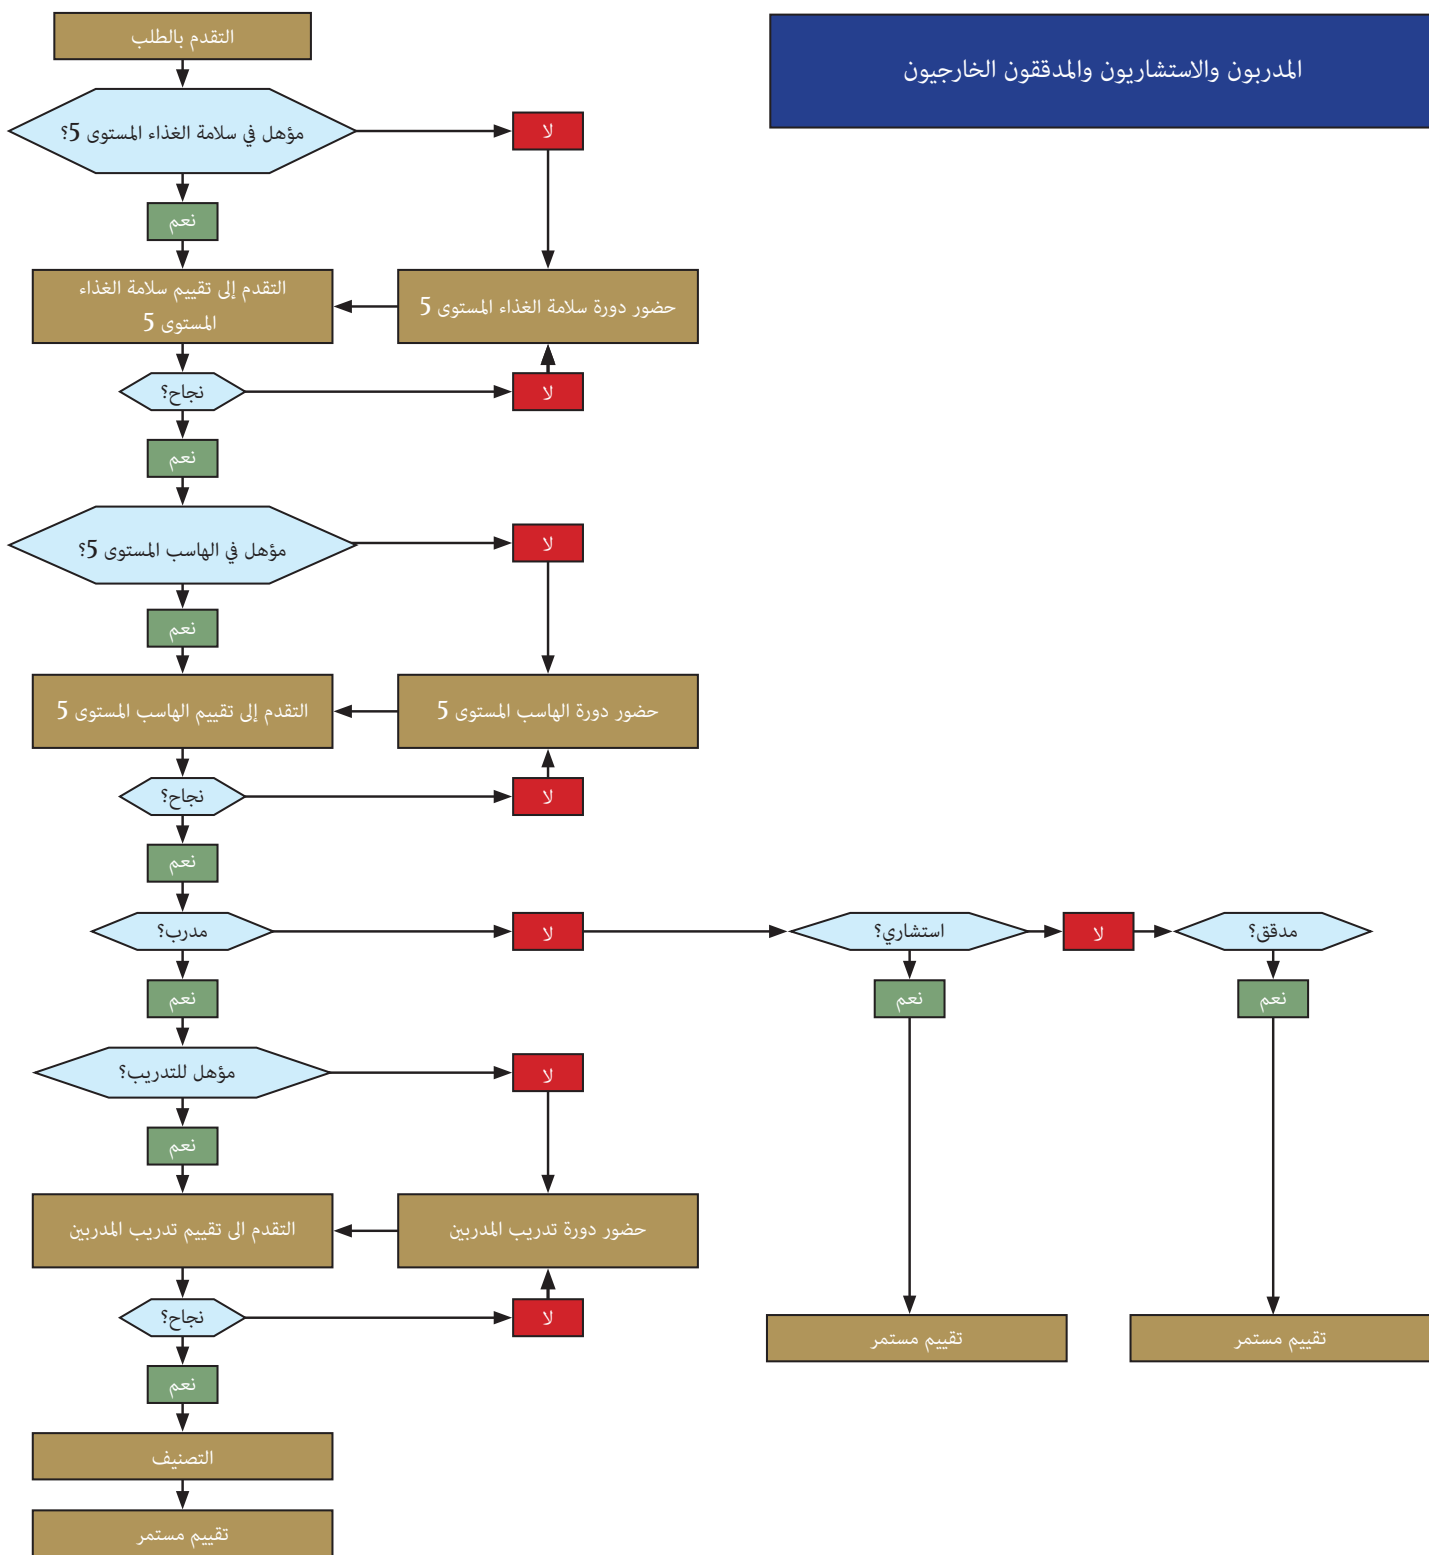 المدربون والاستشاريون والمدققون الخارجيون
التقدم بالطلب
مؤهل في سلامة الغذاء المستوى 5؟
لا
نعم
حضور دورة سلامة الغذاء المستوى 5
التقدم إلى تقييم سلامة الغذاء
المستوى 5
نجاح؟
لا
نعم
مؤهل في الهاسب المستوى 5؟
لا
نعم
حضور دورة الهاسب المستوى 5
التقدم إلى تقييم الهاسب المستوى 5
نجاح؟
لا
نعم
مدرب؟
لا
استشاري؟
لا
مدقق؟
نعم
نعم
نعم
مؤهل للتدريب؟
لا
نعم
حضور دورة تدريب المدربين
التقدم الى تقييم تدريب المدربين
نجاح؟
لا
تقييم مستمر
تقييم مستمر
نعم
التصنيف
تقييم مستمر